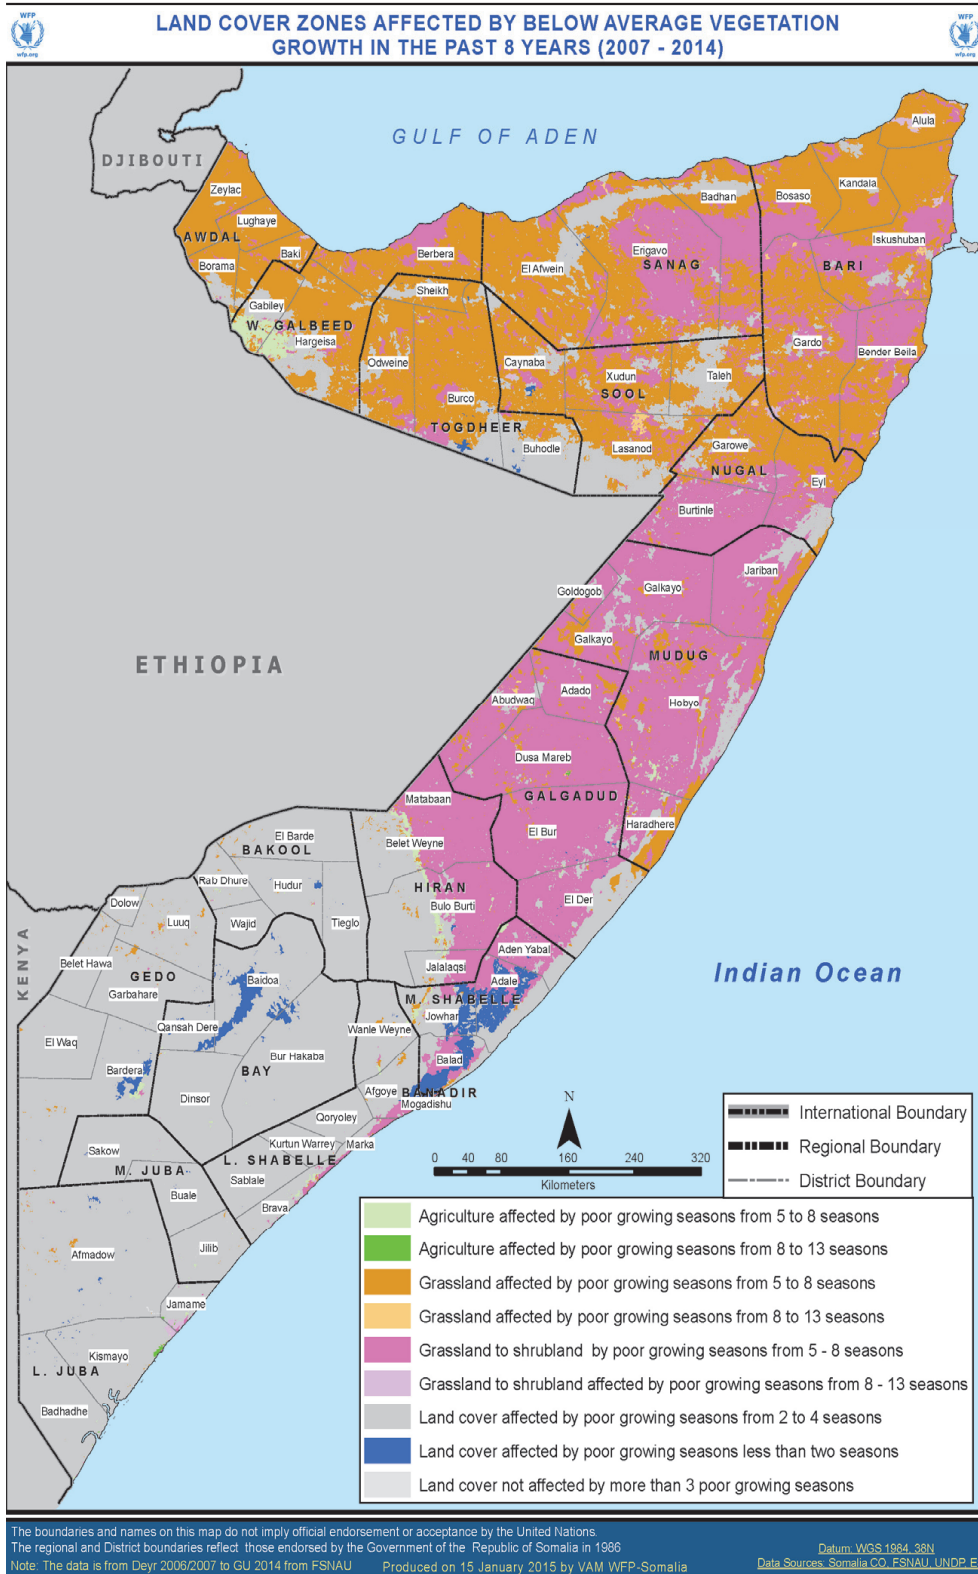 WFP
wfp.org
LAND COVER ZONES AFFECTED BY BELOW AVERAGE VEGETATION
GROWTH IN THE PAST 8 YEARS (2007 - 2014)
WFP
wfp.org
GULF OF ADEN
DJIBOUTI
Alula
Zeylac
Badhan
Bosaso
Kandala
Lughaye
AWDAL
Baki
Berbera
Iskushuban
Borama
El Afwein
Erigavo
SANAG
BARI
Sheikh
Gabiley
W. GALBEED
Hargeisa
Odweine
Caynaba
Xudun
Taleh
Gardo
Bender Beila
SOOL
Burco
TOGDHEER
Buhodle
Lasanod
Garowe
NUGAL
Eyl
Burtinle
Jariban
Goldogob
Galkayo
Galkayo
MUDUG
ETHIOPIA
Adado
Abudwaq
Hobyo
Dusa Mareb
GALGADUD
Matabaan
El Bur
Haradhere
El Barde
BAKOOL
Belet Weyne
Rab Dhure
Hudur
HIRAN
El Der
Dolow
Luuq
Wajid
Tieglo
Bulo Burti
KENYA
Belet Hawa
GEDO
Garbahare
Baidoa
Jalalaqsi
Aden Yabal
Adale
Indian Ocean
M. SHABELLE
Jowhar
El Waq
Qansah Dere
Wanle Weyne
Bardera
Bur Hakaba
BAY
Balad
Dinsor
Afgoye
BANADIR
Mogadishu
Qoryoley
Sakow
Kurtun Warrey
Marka
M. JUBA
L. SHABELLE
Sablale
Buale
Brava
Afmadow
Jilib
Jamame
Kismayo
L. JUBA
Badhadhe
N
0 40 80 160 240 320
Kilometers
International Boundary
Regional Boundary
District Boundary
Agriculture affected by poor growing seasons from 5 to 8 seasons
Agriculture affected by poor growing seasons from 8 to 13 seasons
Grassland affected by poor growing seasons from 5 to 8 seasons
Grassland affected by poor growing seasons from 8 to 13 seasons
Grassland to shrubland by poor growing seasons from 5 - 8 seasons
Grassland to shrubland affected by poor growing seasons from 8 - 13 seasons
Land cover affected by poor growing seasons from 2 to 4 seasons
Land cover affected by poor growing seasons less than two seasons
Land cover not affected by more than 3 poor growing seasons
The boundaries and names on this map do not imply official endorsement or acceptance by the United Nations.
The regional and District boundaries reflect those endorsed by the Government of the Republic of Somalia in 1986
Datum: WGS 1984, 38N
Note: The data is from Deyr 2006/2007 to GU 2014 from FSNAU
Produced on 15 January 2015 by VAM WFP-Somalia
Data Sources: Somalia CO, FSNAU, UNDP, E